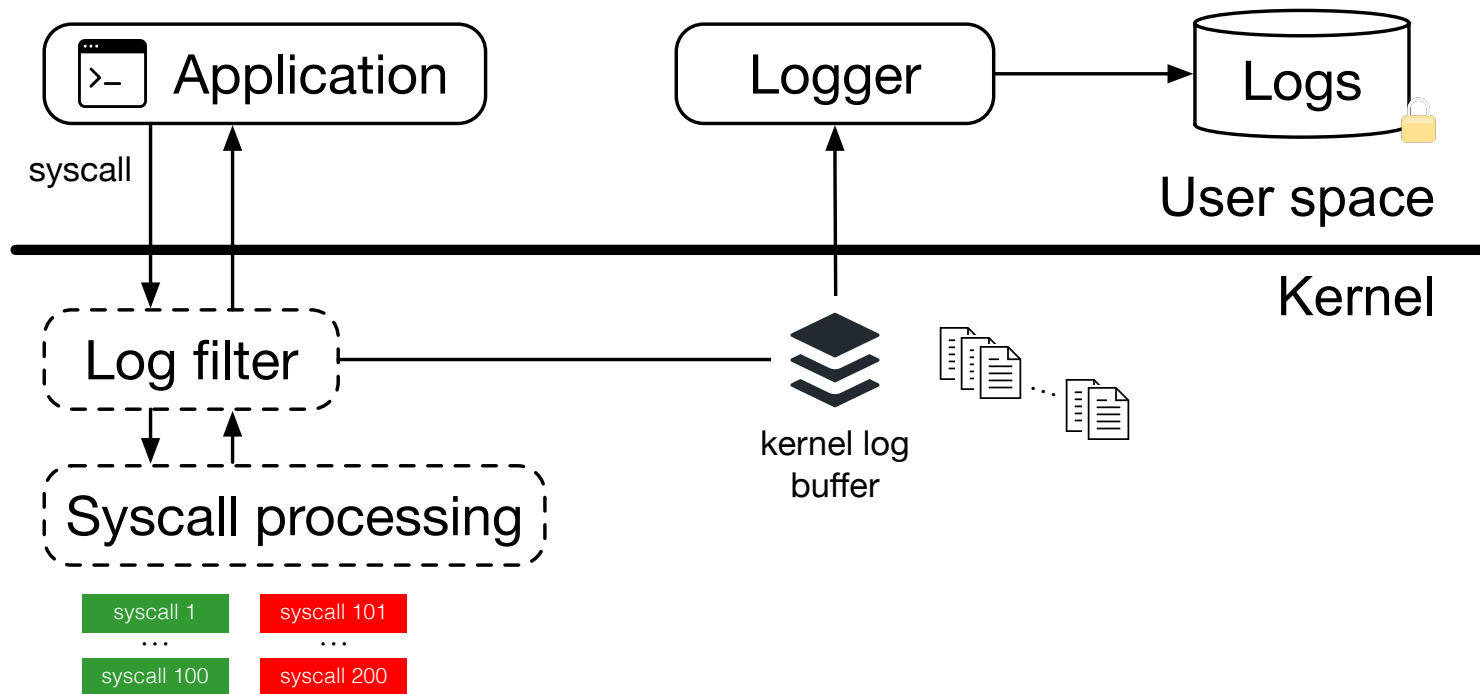 >_ Application
Logger
Logs
syscall
User space
Kernel
Log filter
kernel log
buffer
...
Syscall processing
syscall 1
syscall 101
...
...
syscall 100
syscall 200